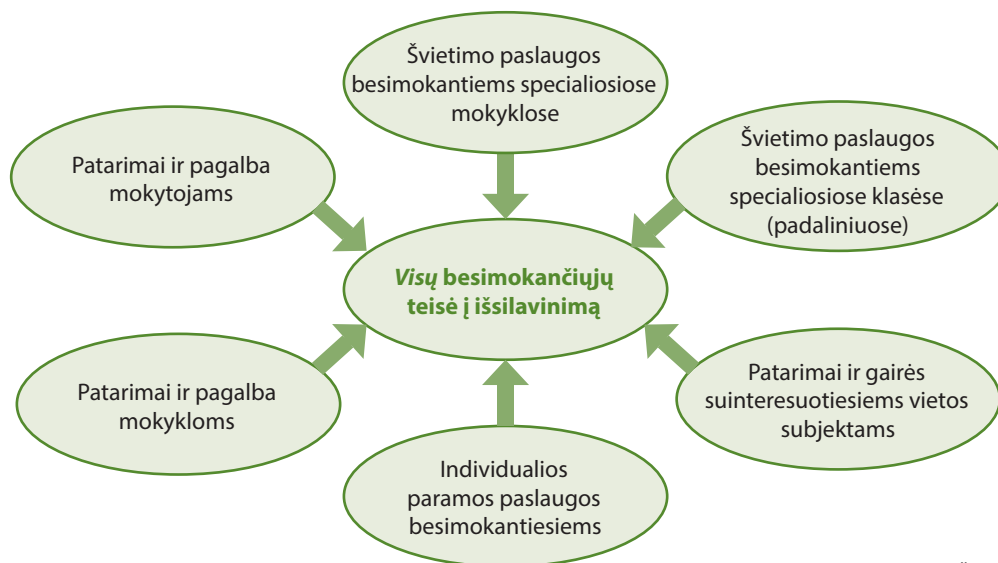 Švietimo paslaugos
besimokantiems specialiosiose
mokyklose
Patarimai ir pagalba
mokytojams
Švietimo paslaugos
besimokantiems
specialiosiose klasėse
(padaliniuose)
Visų besimokančiųjų
teisė į išsilavinimą
Patarimai ir pagalba
mokykloms
Patarimai ir gairės
suinteresuotiesiems vietos
subjektams
Individualios
paramos paslaugos
besimokantiesiems